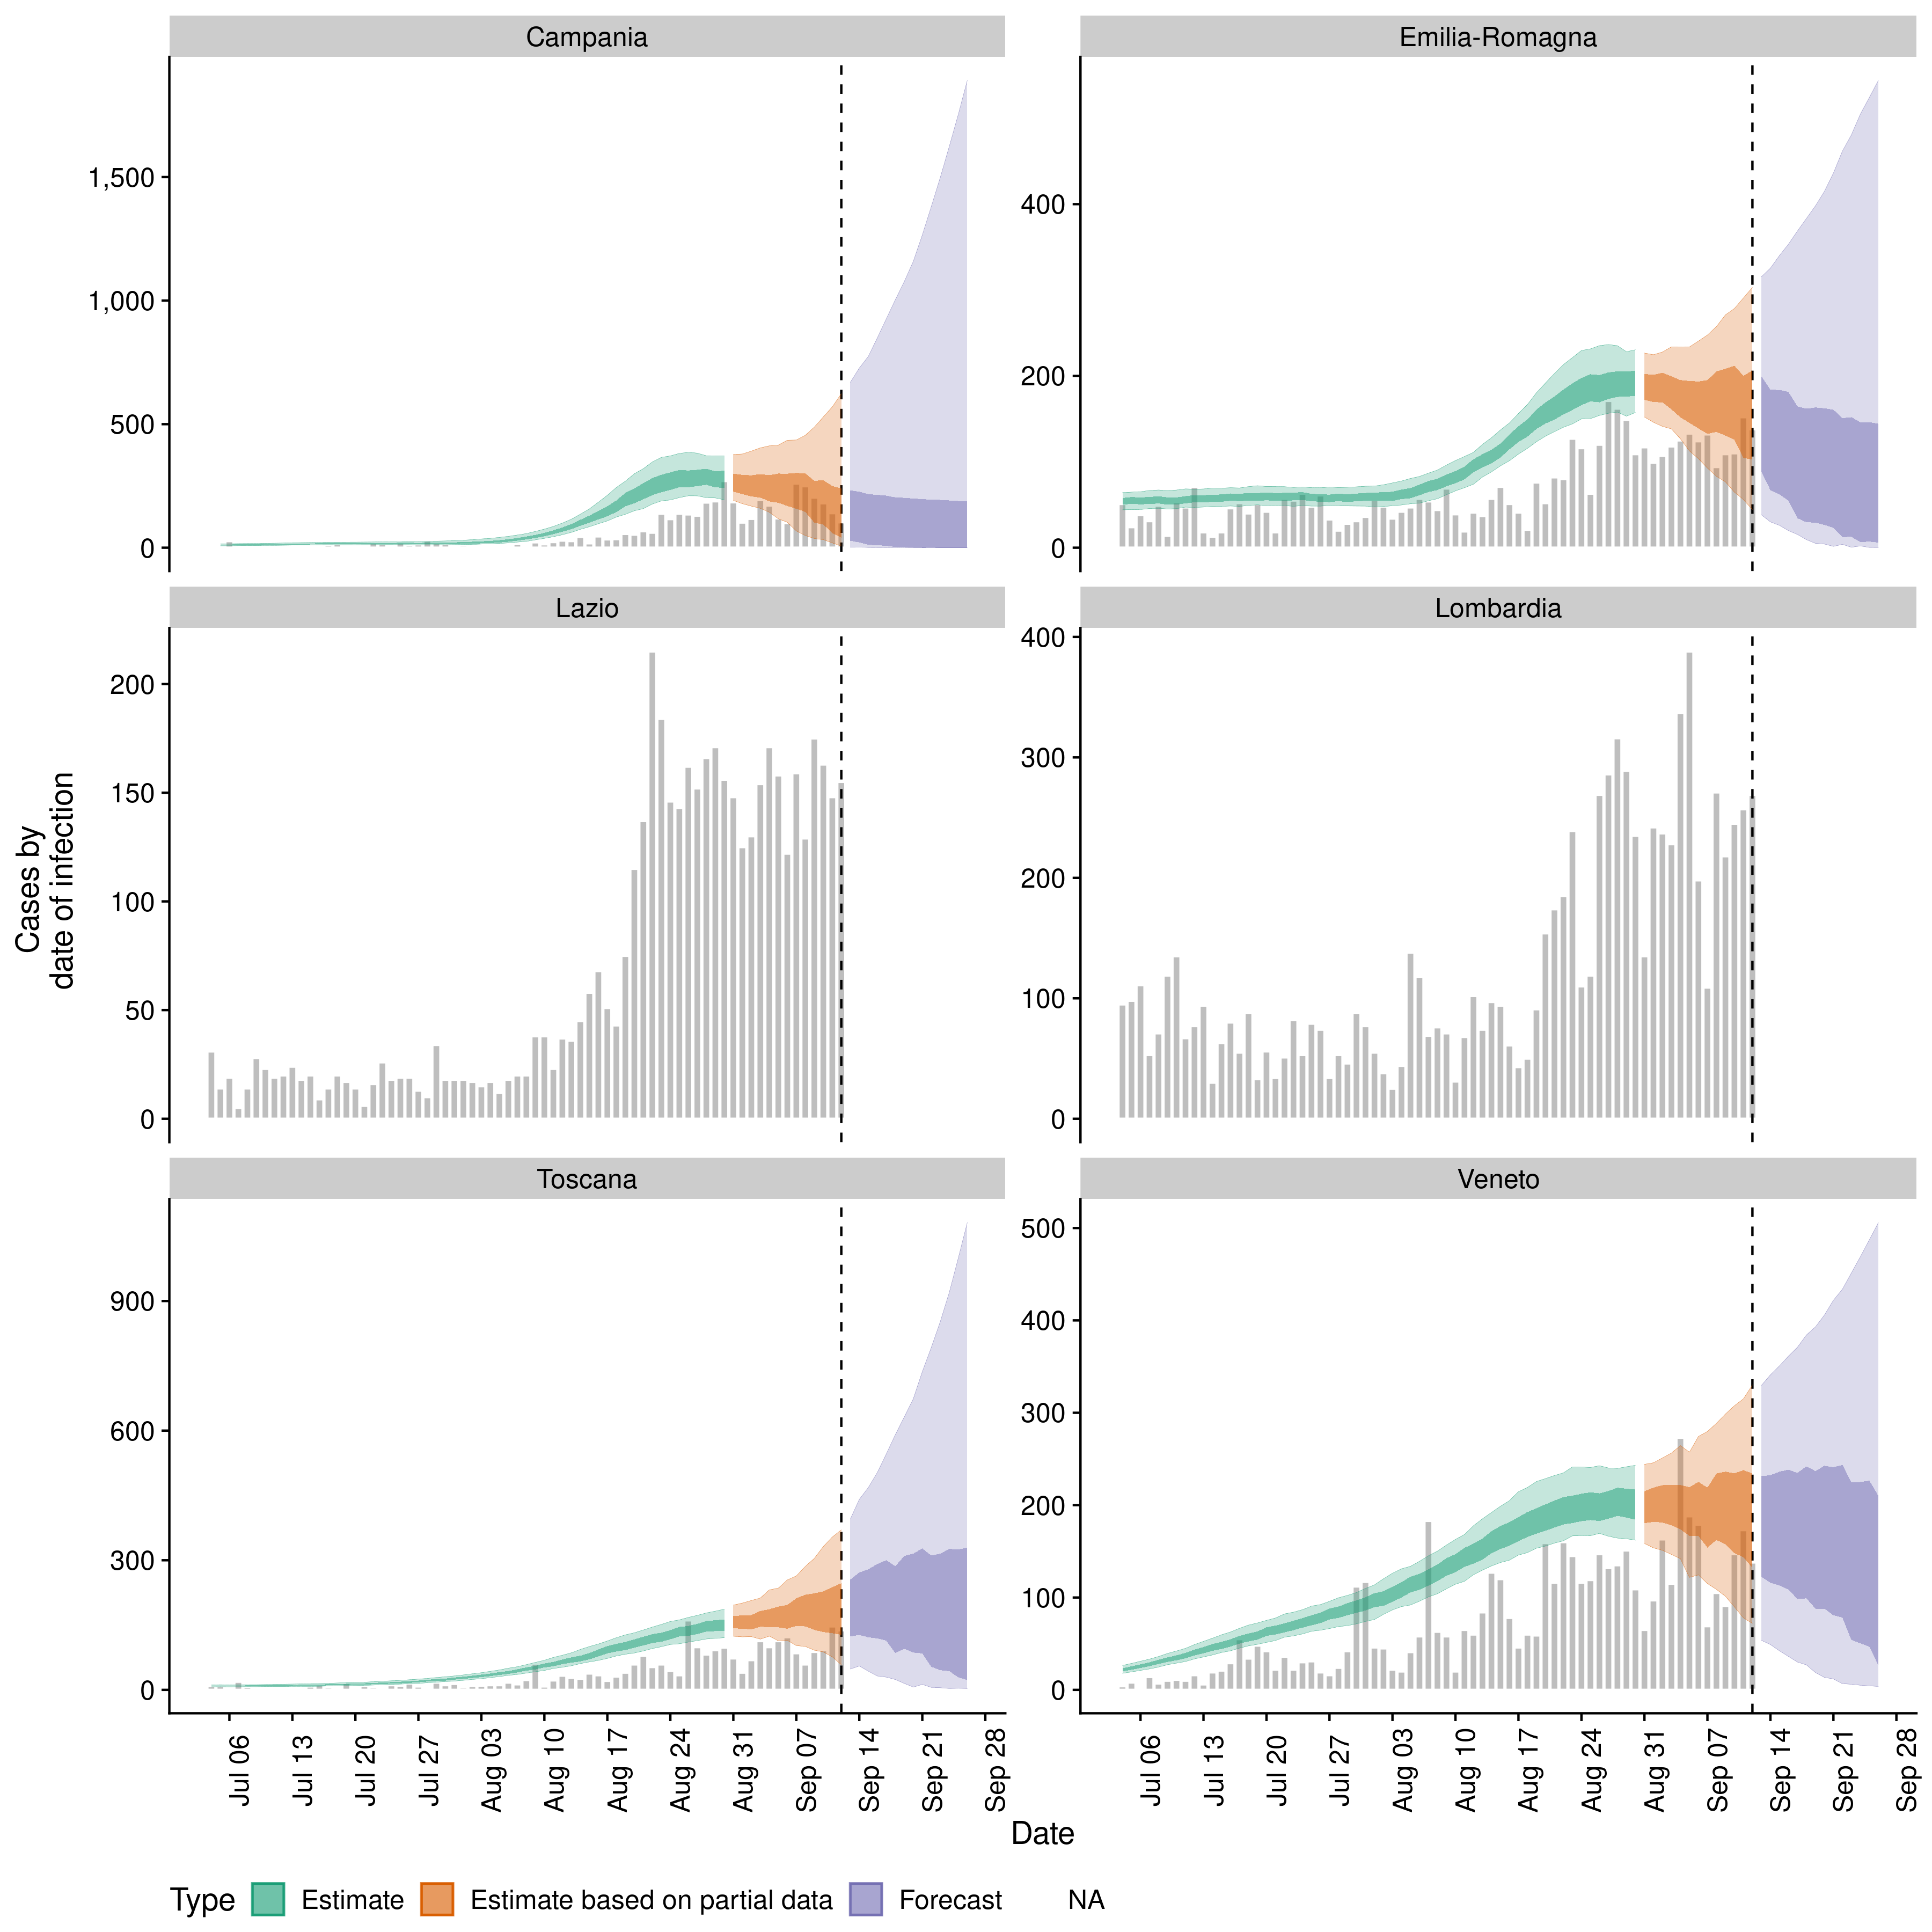 Campania
Emilia-Romagna
1,500
1,000
500
0
400
200
0
Lazio
Lombardia
200
150
100
50
0
400
300
200
100
0
Cases by
date of infection
Toscana
Veneto
900
600
300
0
500
400
300
200
100
0
Jul 06
Jul 13
Jul 20
Jul 27
Aug 03
Aug 10
Aug 17
Aug 24
Aug 31
Sep 07
Sep 14
Sep 21
Sep 28
Jul 06
Jul 13
Jul 20
Jul 27
Aug 03
Aug 10
Aug 17
Aug 24
Aug 31
Sep 07
Sep 14
Sep 21
Sep 28
Date
Type Estimate Estimate based on partial data Forecast NA